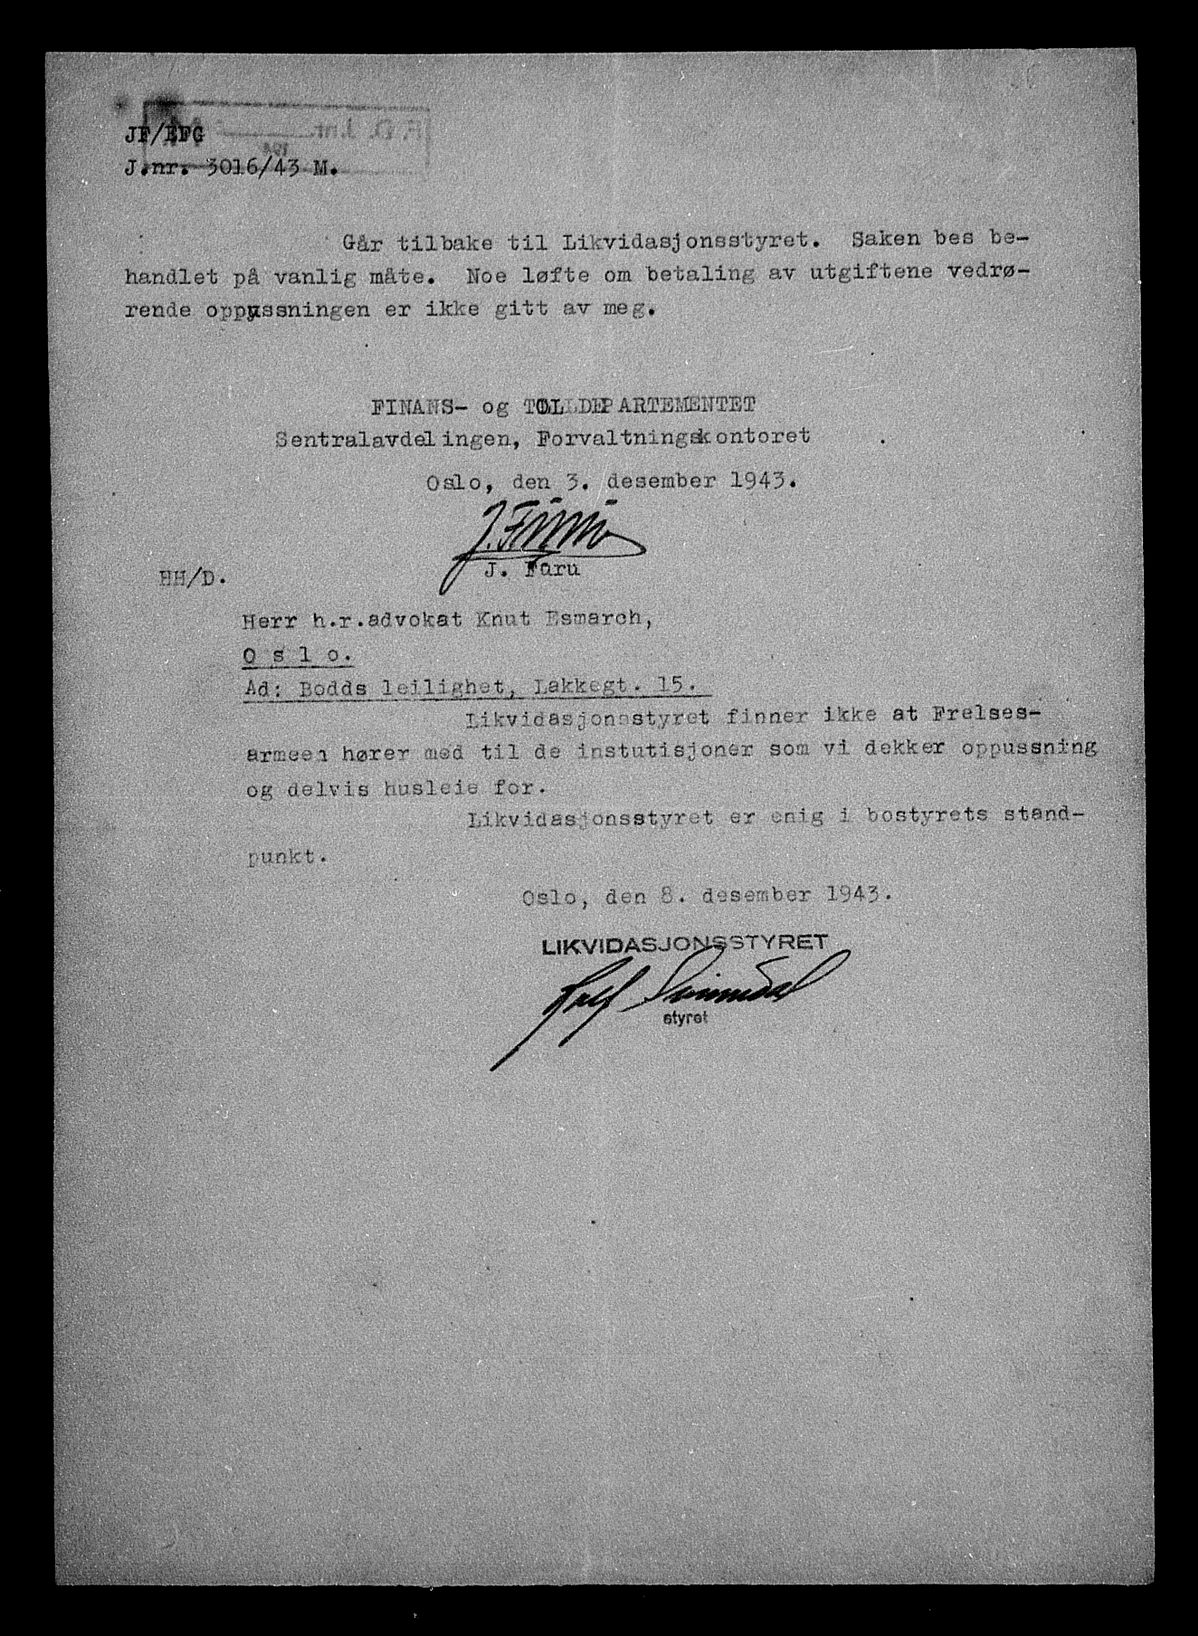 JF/EFG
J.nr. 3016/43 M.
Går tilbake til Likvidasjonsstyret. Saken bes be-
handlet på vanlig måte. Noe løfte om betaling av utgiftene vedrø-
rende oppussningen er ikke gitt av meg.
FINANS- og TOLLDEPARTEMENTET
Sentralavdelingen, Forvaltningskontoret
Oslo, den 3. desember 1943.
J. Faru
HH/D.
Herr h.r.advokat Knut Esmarch,
O s l o.
Ad: Bodds leilighet, Lakkegt. 15.
Likvidasjonsstyret finner ikke at Frelses-
armeen hører med til de instutisjoner som vi dekker oppussning
og delvis husleie for.
Likvidasjonsstyret er enig i bostyrets stand-
punkt.
Oslo, den 8. desember 1943.
LIKVIDASJONSSTYRET
styret